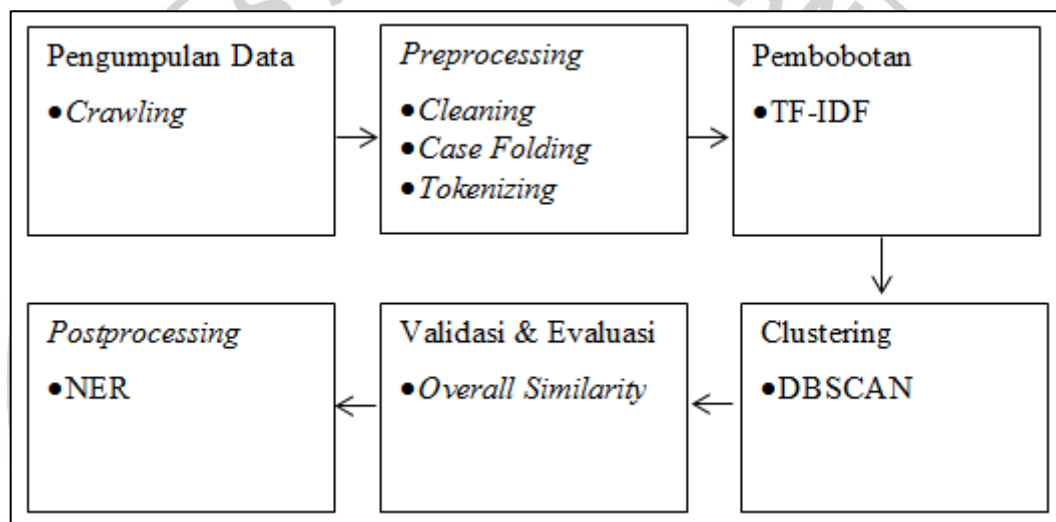 Pengumpulan Data
•Crawling
Preprocessing
•Cleaning
•Case Folding
•Tokenizing
Pembobotan
•TF-IDF
Clustering
•DBSCAN
Validasi & Evaluasi
•Overall Similarity
Postprocessing
•NER